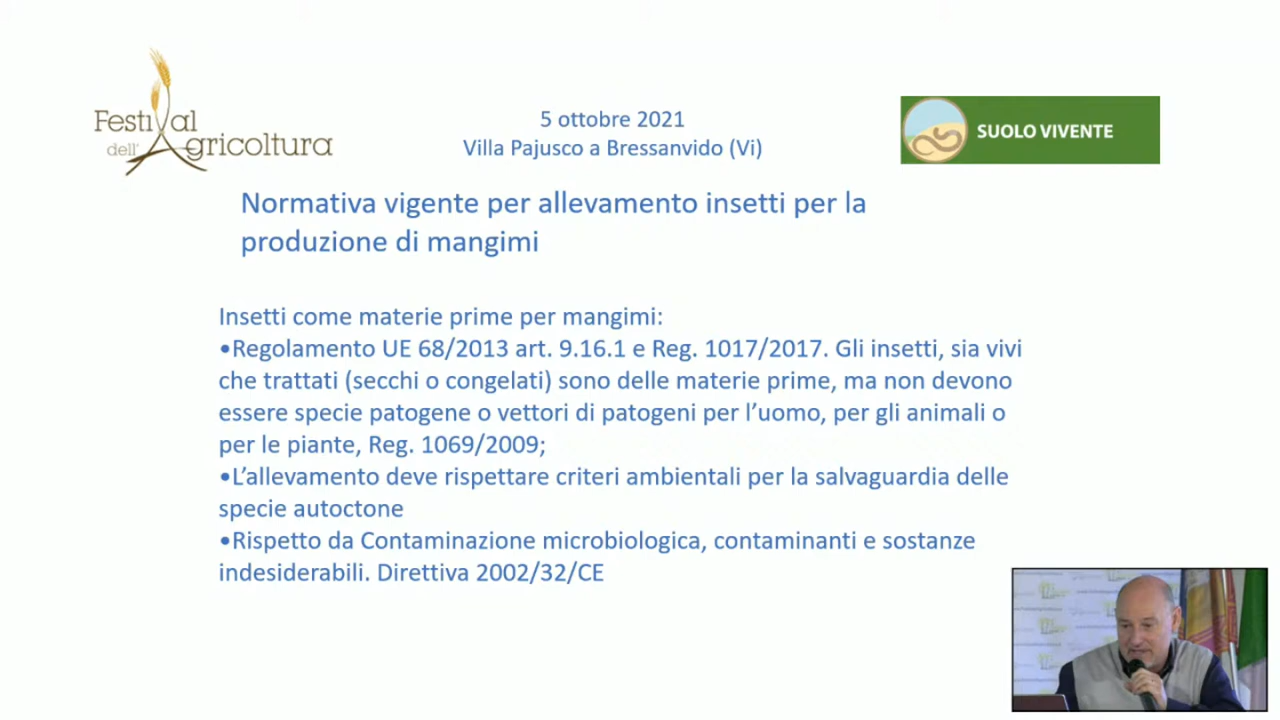 Festival
dell'Agricoltura
5 ottobre 2021
Villa Pajusco a Bressanvido (Vi)
SUOLO VIVENTE
Normativa vigente per allevamento insetti per la
produzione di mangimi
Insetti come materie prime per mangimi:
•Regolamento UE 68/2013 art. 9.16.1 e Reg. 1017/2017. Gli insetti, sia vivi
che trattati (secchi o congelati) sono delle materie prime, ma non devono
essere specie patogene o vettori di patogeni per l’uomo, per gli animali o
per le piante, Reg. 1069/2009;
•L’allevamento deve rispettare criteri ambientali per la salvaguardia delle
specie autoctone
•Rispetto da Contaminazione microbiologica, contaminanti e sostanze
indesiderabili. Direttiva 2002/32/CE